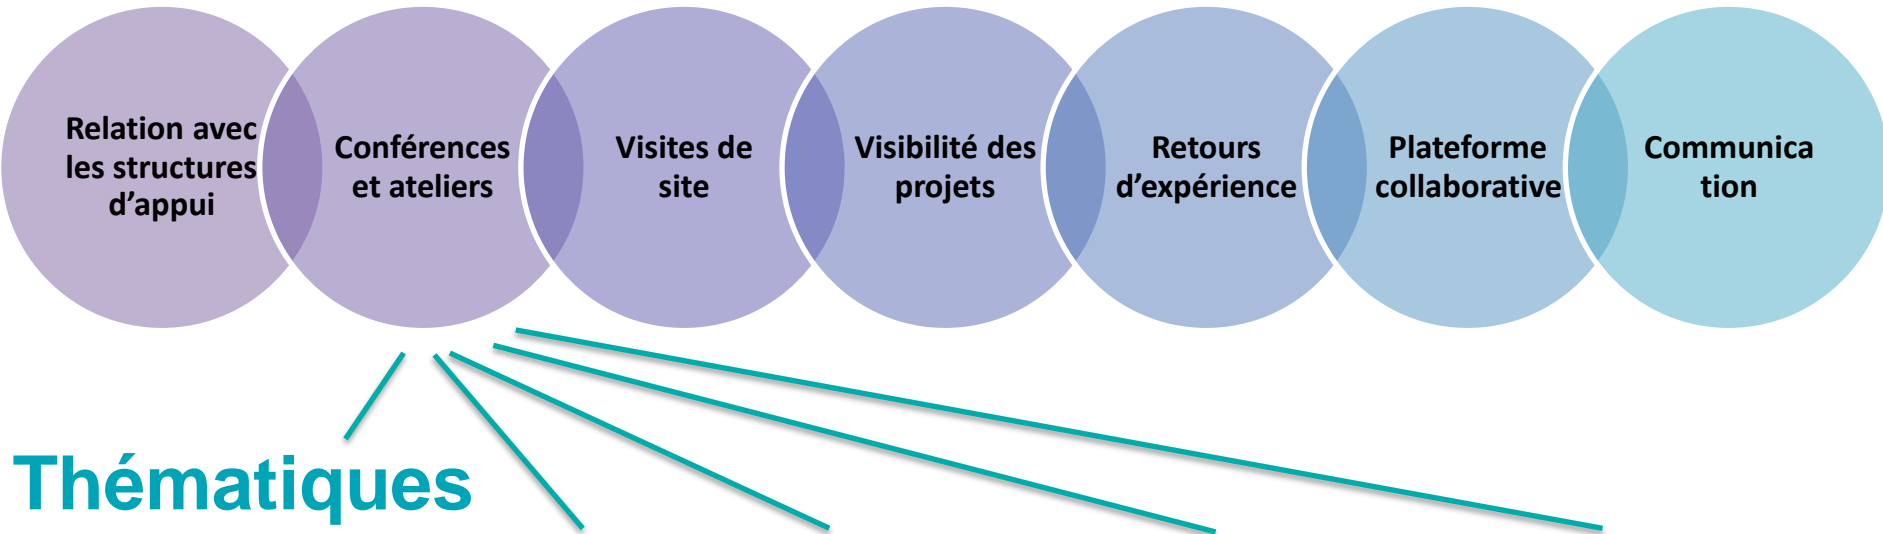 Relation avec
les structures
d’appui
Conférences
et ateliers
Visites de
site
Visibilité des
projets
Retours
d’expérience
Plateforme
collaborative
Communica
tion
Thématiques